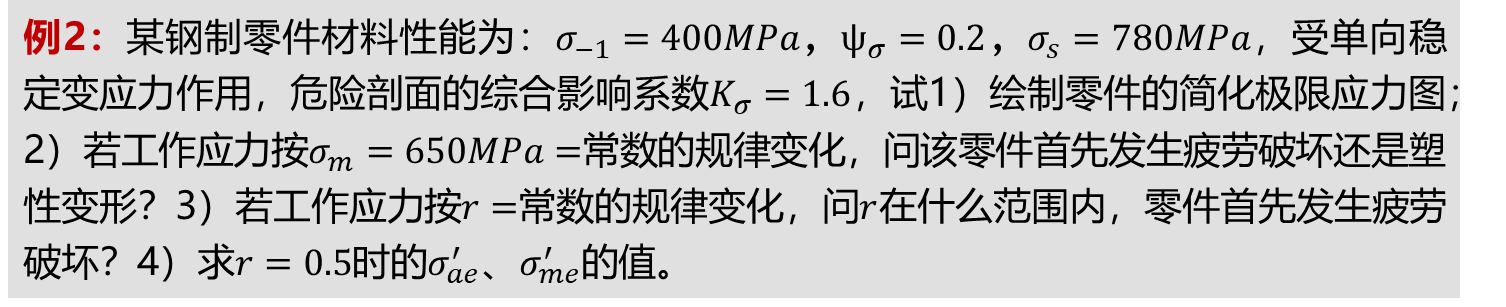 例2：某钢制零件材料性能为：σ₋₁ = 400MPa，ψσ = 0.2，σₛ = 780MPa，受单向稳
定变应力作用，危险剖面的综合影响系数Kσ = 1.6，试1）绘制零件的简化极限应力图；
2）若工作应力按σₘ = 650MPa =常数的规律变化，问该零件首先发生疲劳破坏还是塑
性变形？3）若工作应力按r =常数的规律变化，问r在什么范围内，零件首先发生疲劳
破坏？4）求r = 0.5时的σ′ae、σ′me的值。